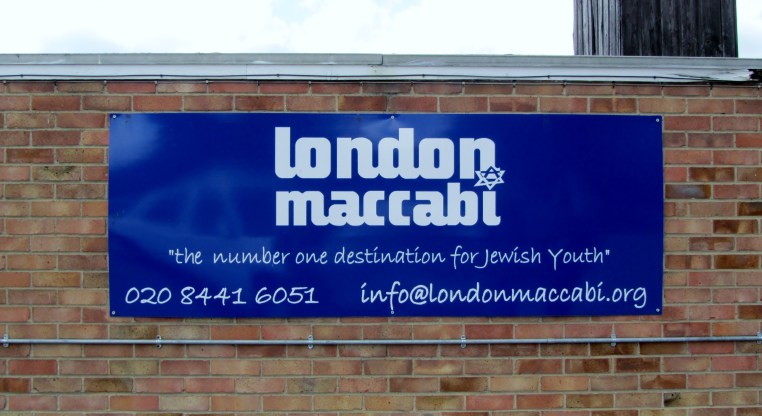 london
maccabi
"the number one destination for Jewish Youth"
020 8441 6051 info@londonmaccabi.org